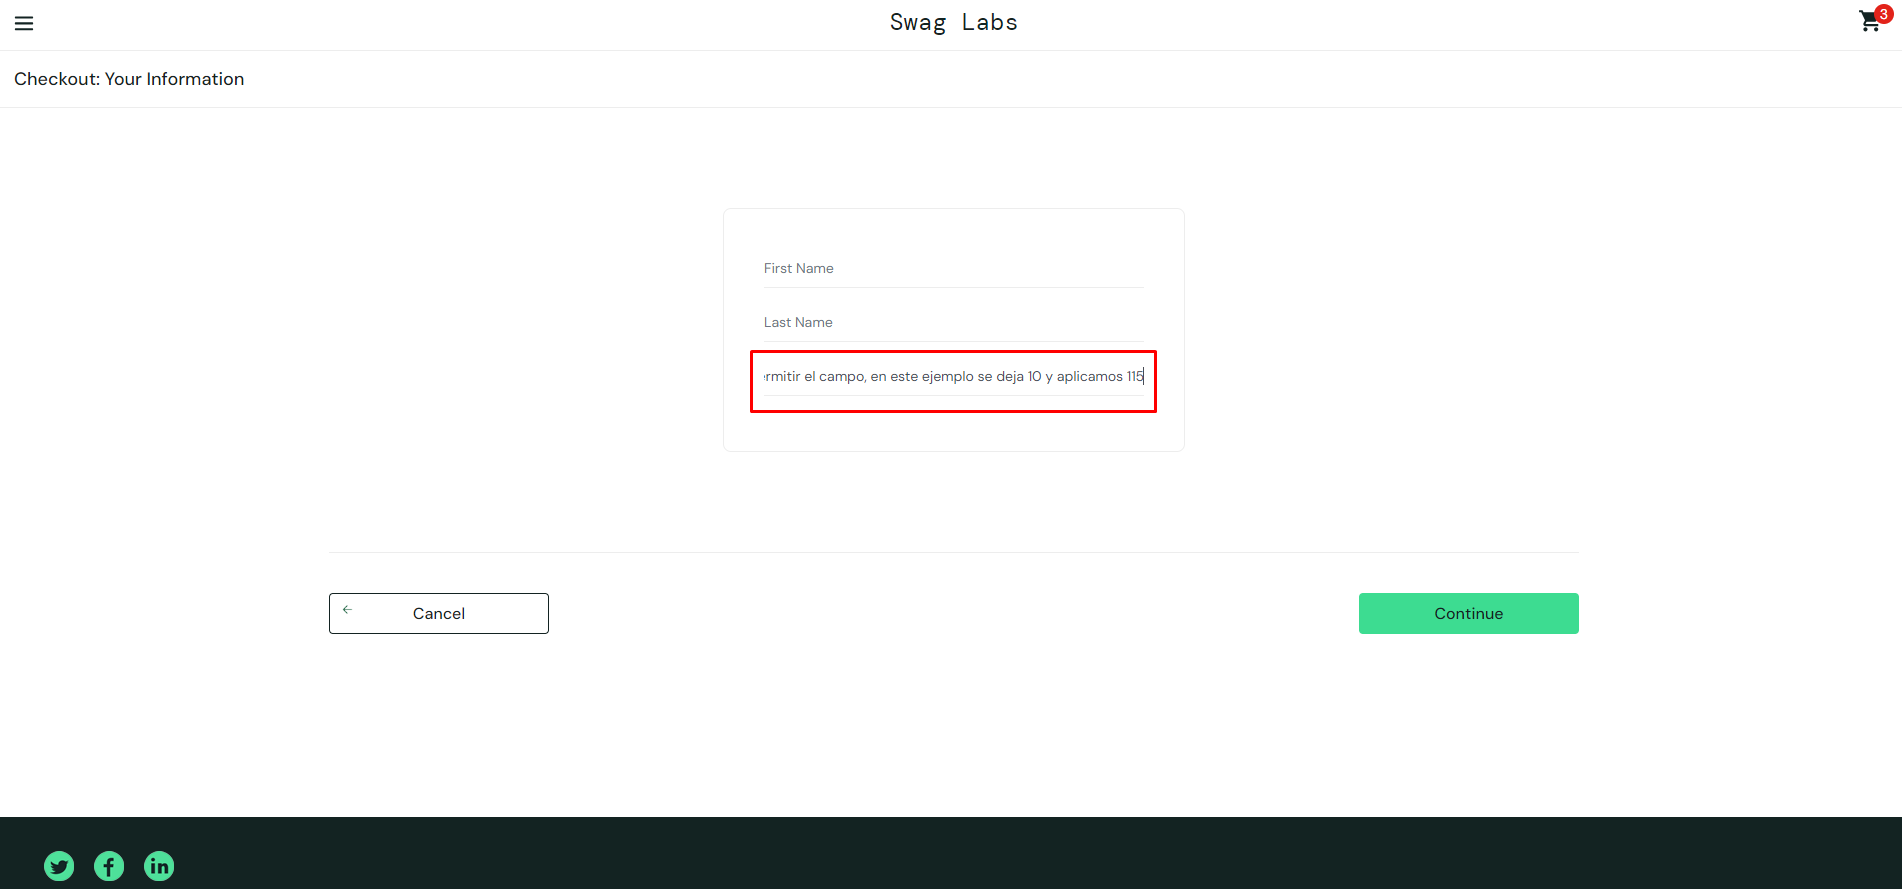 Swag Labs
3
Checkout: Your Information
First Name
Last Name
ermitir el campo, en este ejemplo se deja 10 y aplicamos 115
Cancel
Continue